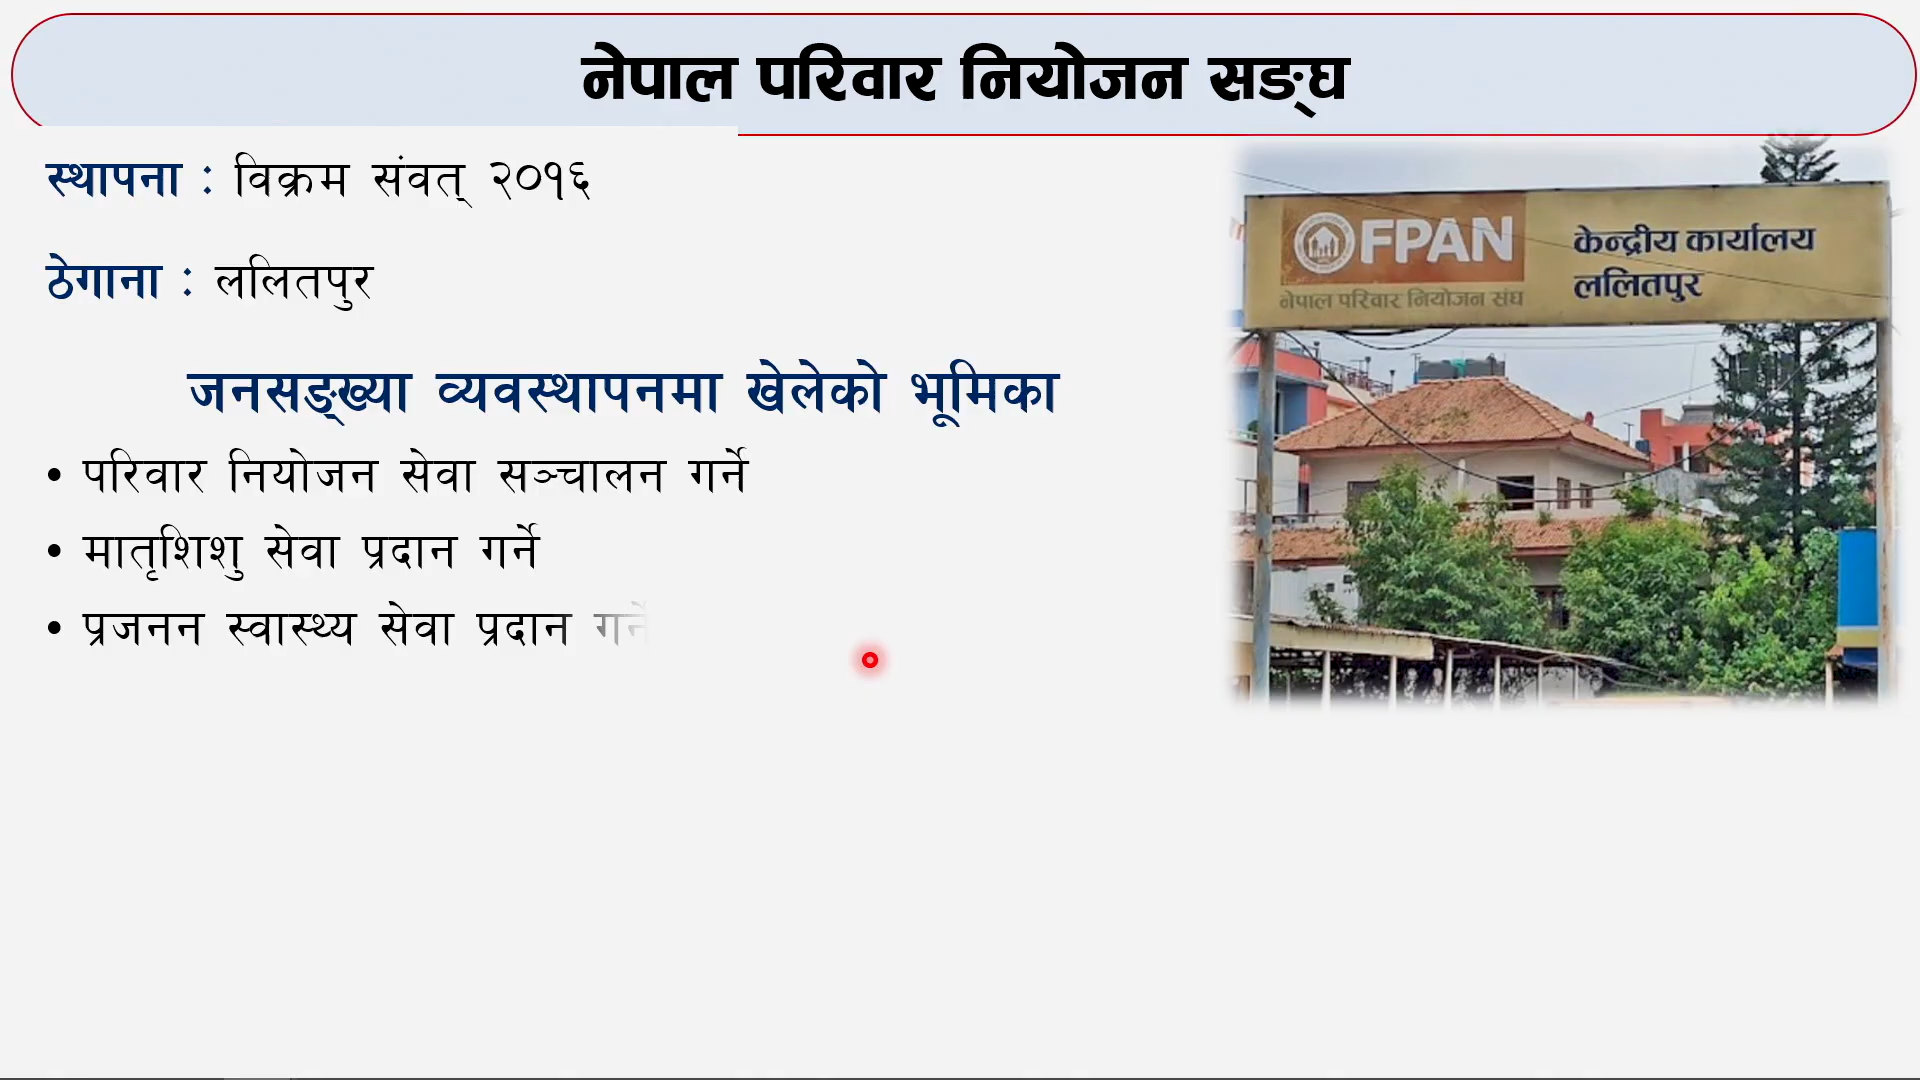 नेपाल परिवार नियोजन सङ्घ
स्थापना : विक्रम संवत् २०१६
ठेगाना : ललितपुर
जनसङ्ख्या व्यवस्थापनमा खेलेको भूमिका
• परिवार नियोजन सेवा सञ्चालन गर्ने
• मातृशिशु सेवा प्रदान गर्ने
• प्रजनन स्वास्थ्य सेवा प्रदान गर्ने
FPAN
नेपाल परिवार नियोजन संघ
केन्द्रीय कार्यालय
ललितपुर